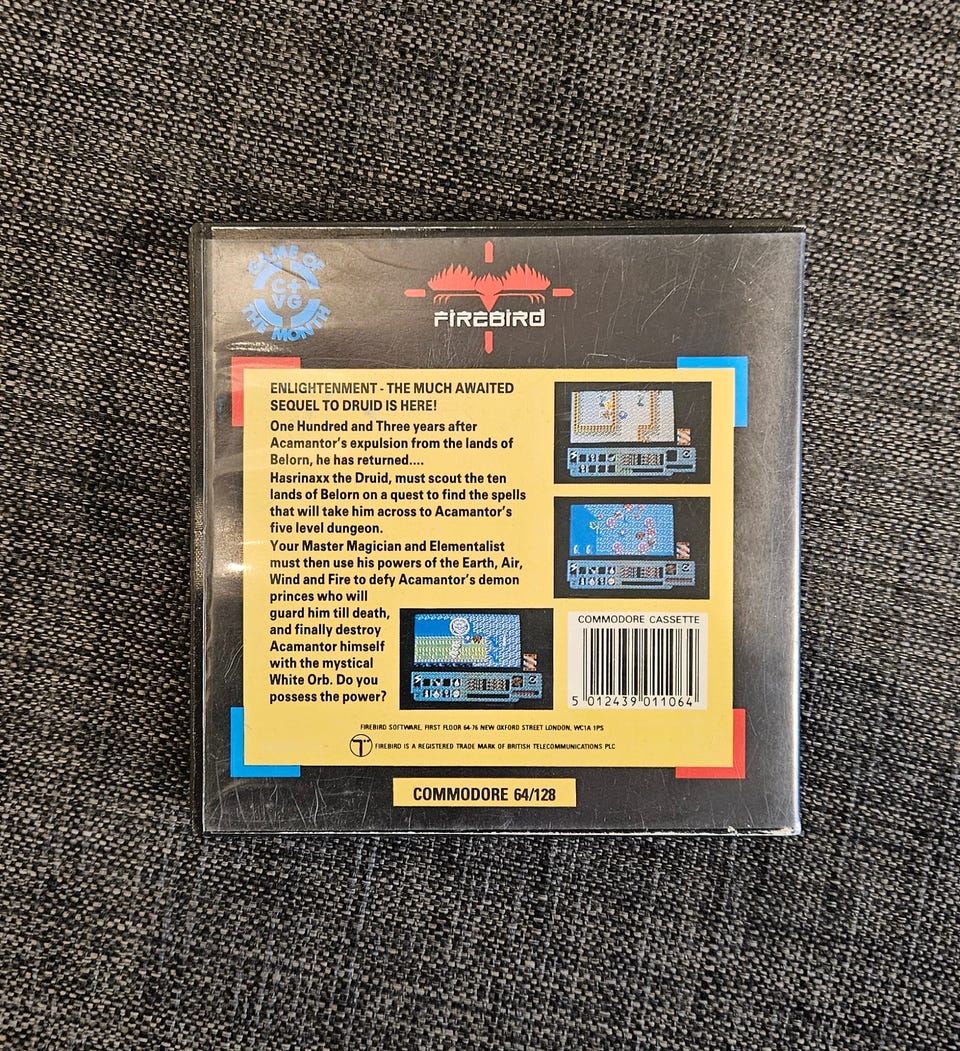 GAME OF
C+
VG
THE MONTH
FIREBIRD
ENLIGHTENMENT - THE MUCH AWAITED
SEQUEL TO DRUID IS HERE!
One Hundred and Three years after
Acamantor's expulsion from the lands of
Belorn, he has returned....
Hasrinaxx the Druid, must scout the ten
lands of Belorn on a quest to find the spells
that will take him across to Acamantor's
five level dungeon.
Your Master Magician and Elementalist
must then use his powers of the Earth, Air,
Wind and Fire to defy Acamantor's demon
princes who will
guard him till death,
and finally destroy
Acamantor himself
with the mystical
White Orb. Do you
possess the power?
COMMODORE CASSETTE
5 012439 011064
FIREBIRD SOFTWARE, FIRST FLOOR 64-76 NEW OXFORD STREET LONDON, WC1A 1PS
T FIREBIRD IS A REGISTERED TRADE MARK OF BRITISH TELECOMMUNICATIONS PLC
COMMODORE 64/128